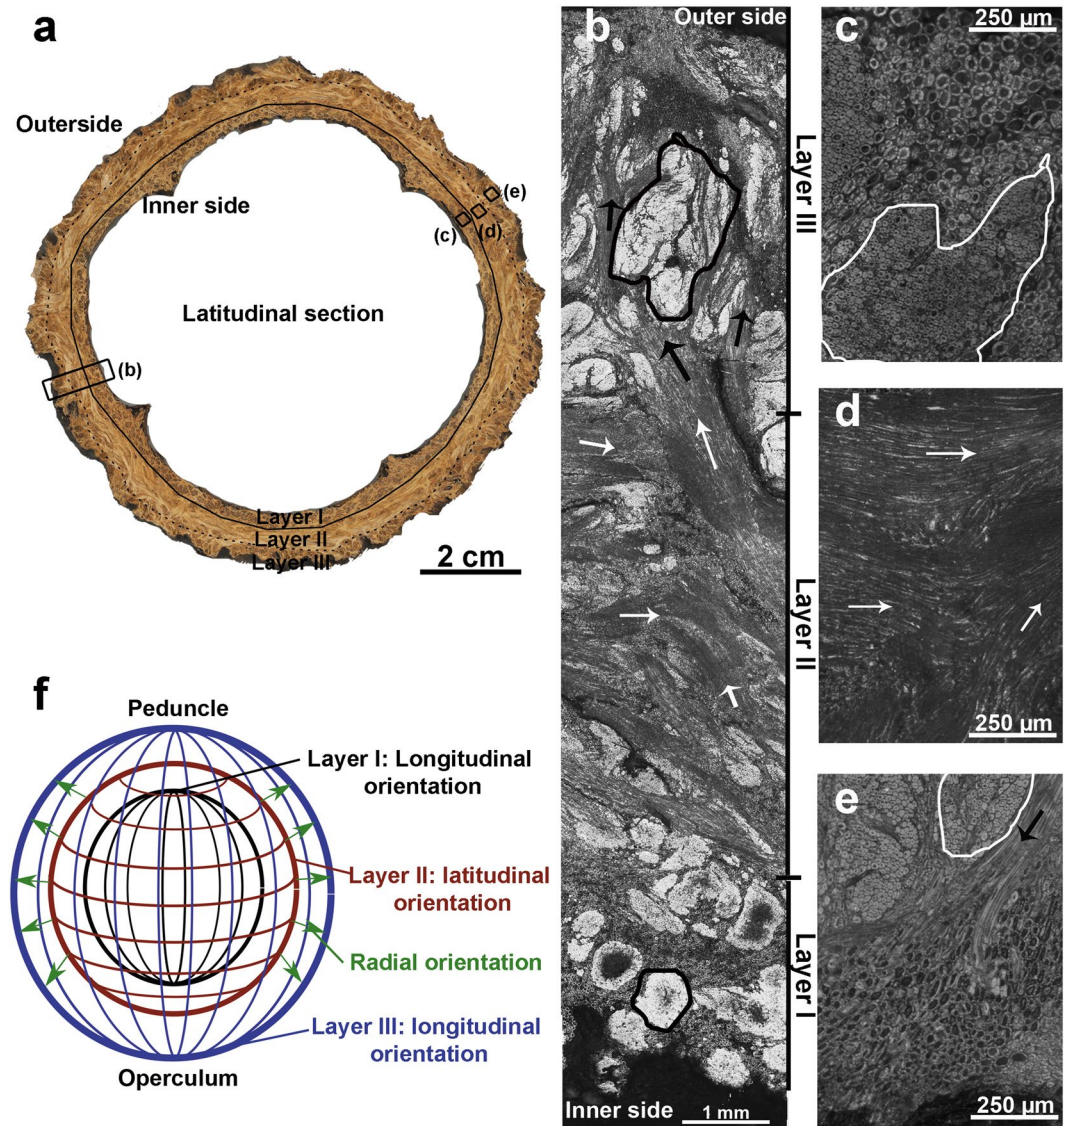 a
Outerside
Inner side
(e)
(c)
(d)
Latitudinal section
(b)
Layer I
Layer II
Layer III
2 cm
b
Outer side
Layer III
Layer II
Layer I
Inner side
1 mm
c
250 µm
d
250 µm
e
250 µm
f
Peduncle
Layer I: Longitudinal
orientation
Layer II: latitudinal
orientation
Radial orientation
Layer III: longitudinal
orientation
Operculum